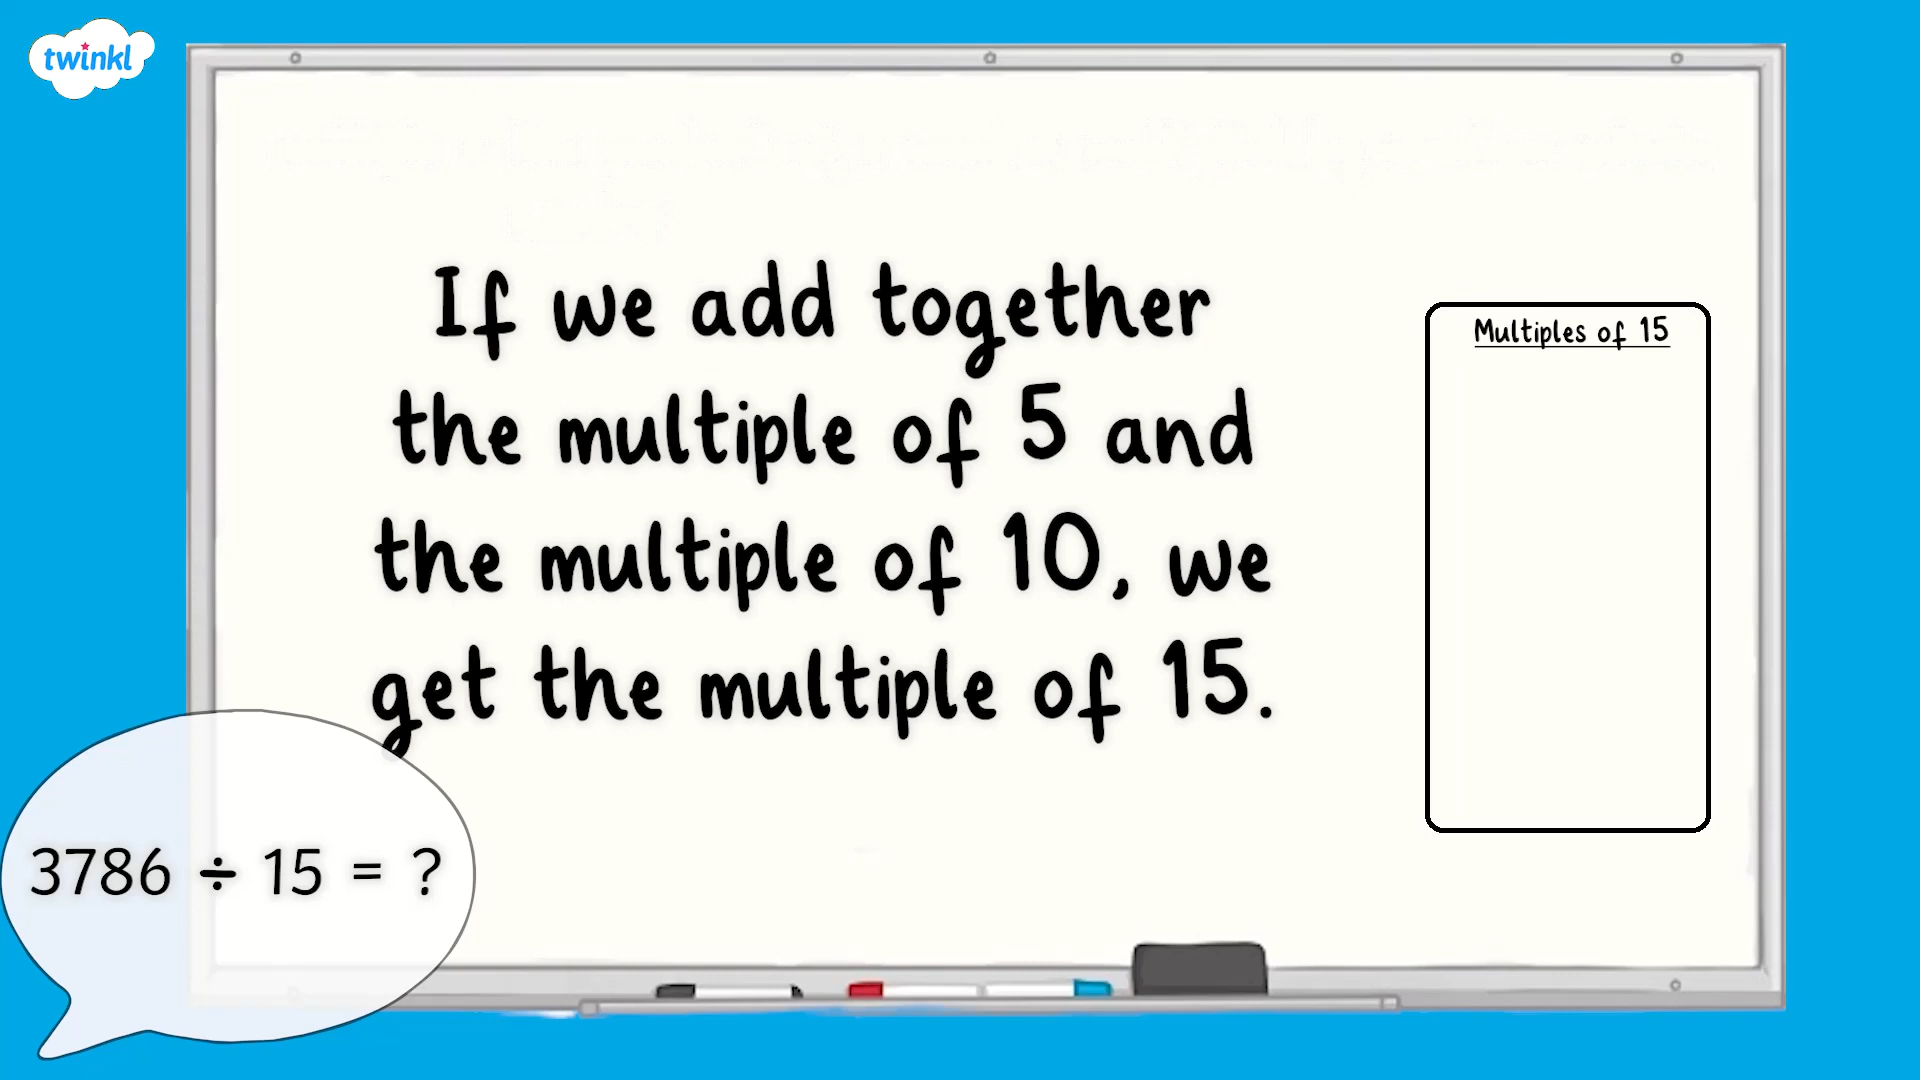 twinkl
If we add together
the multiple of 5 and
the multiple of 10, we
get the multiple of 15.
Multiples of 15
3786 ÷ 15 = ?